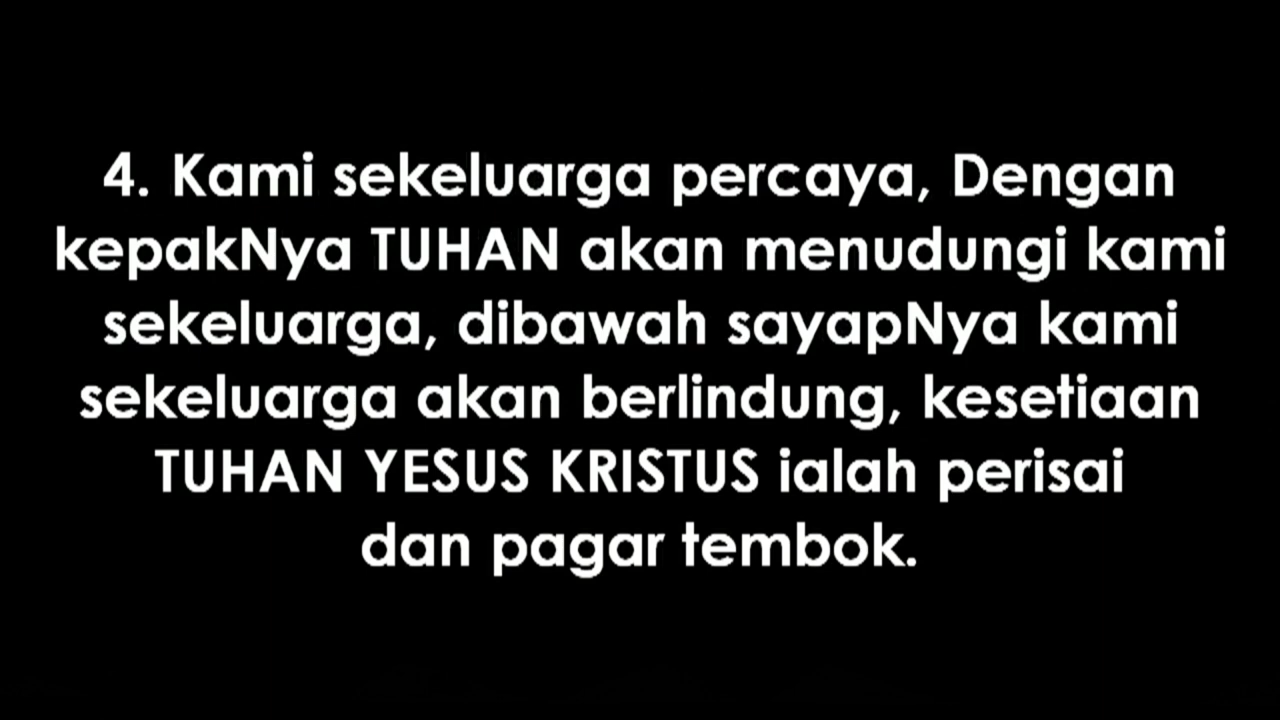 4. Kami sekeluarga percaya, Dengan
kepakNya TUHAN akan menudungi kami
sekeluarga, dibawah sayapNya kami
sekeluarga akan berlindung, kesetiaan
TUHAN YESUS KRISTUS ialah perisai
dan pagar tembok.